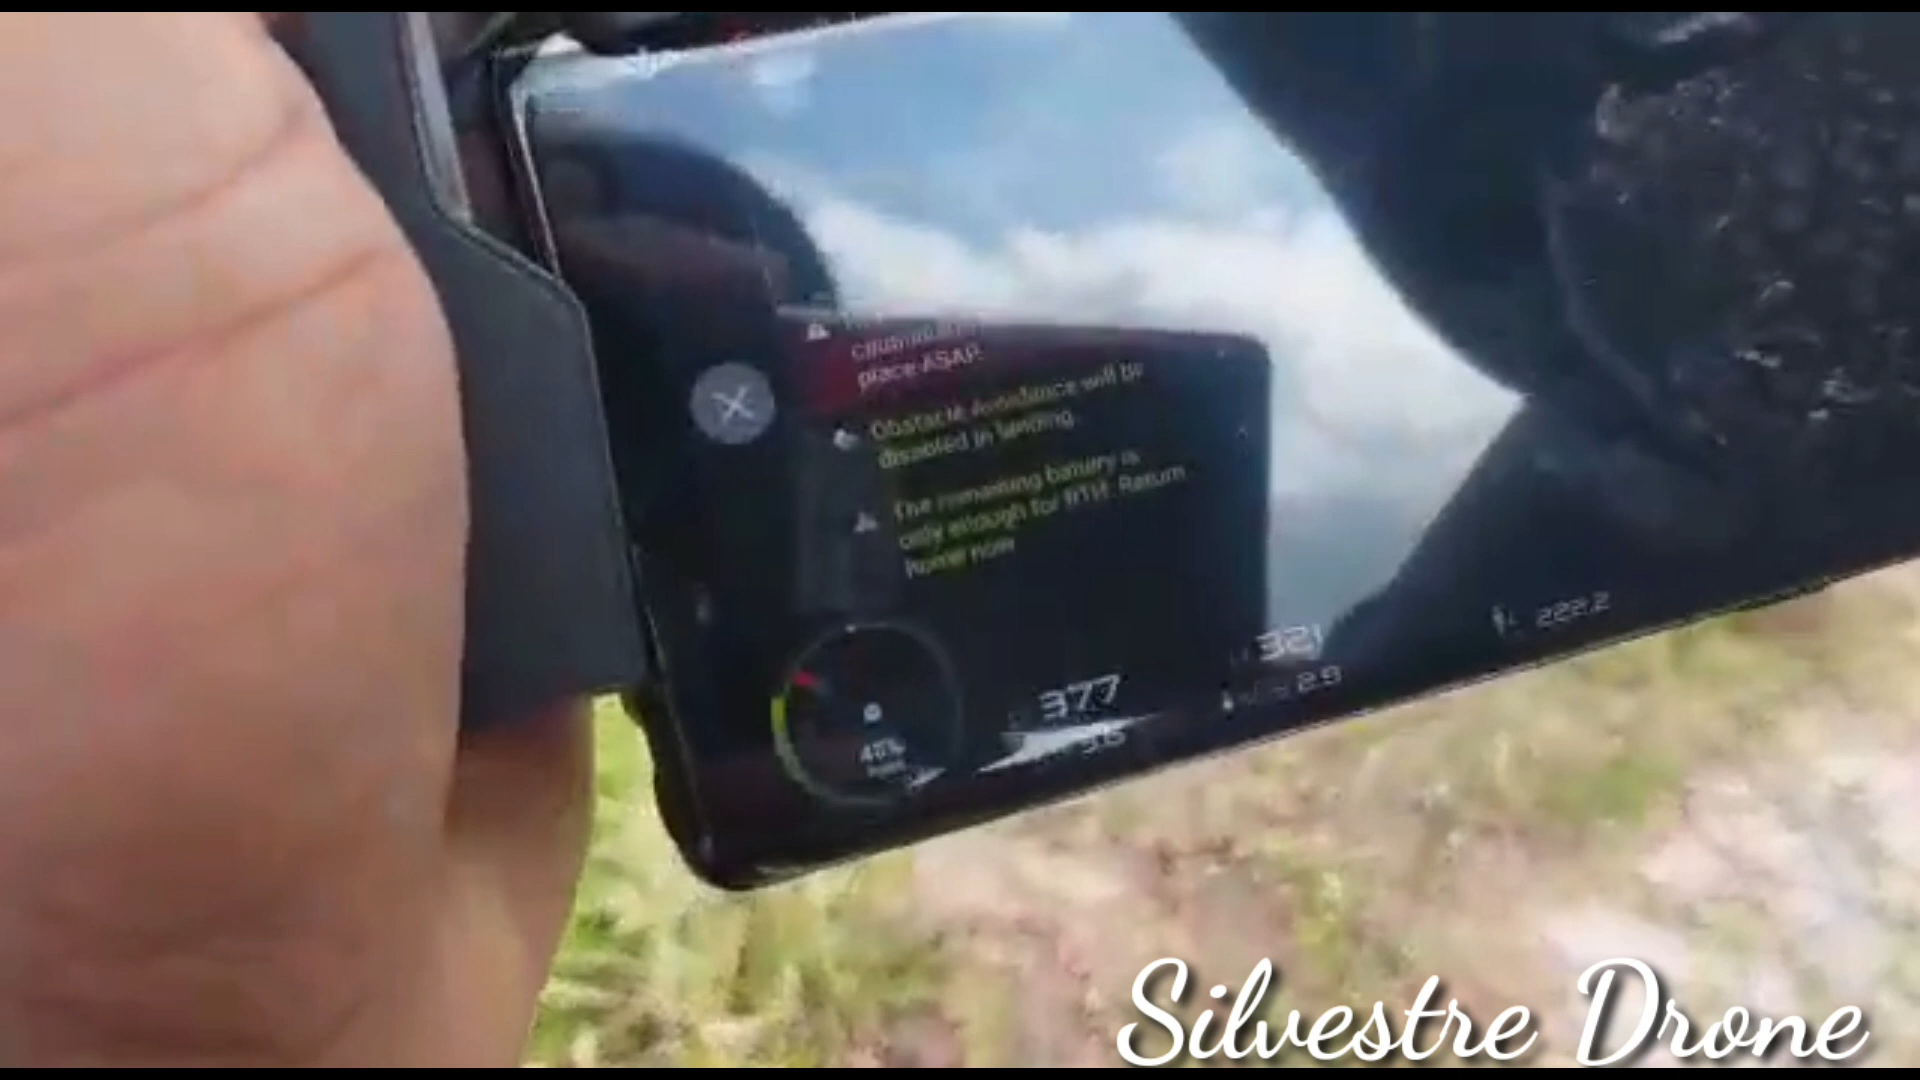 place ASAP.
Obstacle Avoidance will be
disabled in landing.
The remaining battery is
only enough for RTH. Return
home now
377
321
2.9
222.2
Silvestre Drone